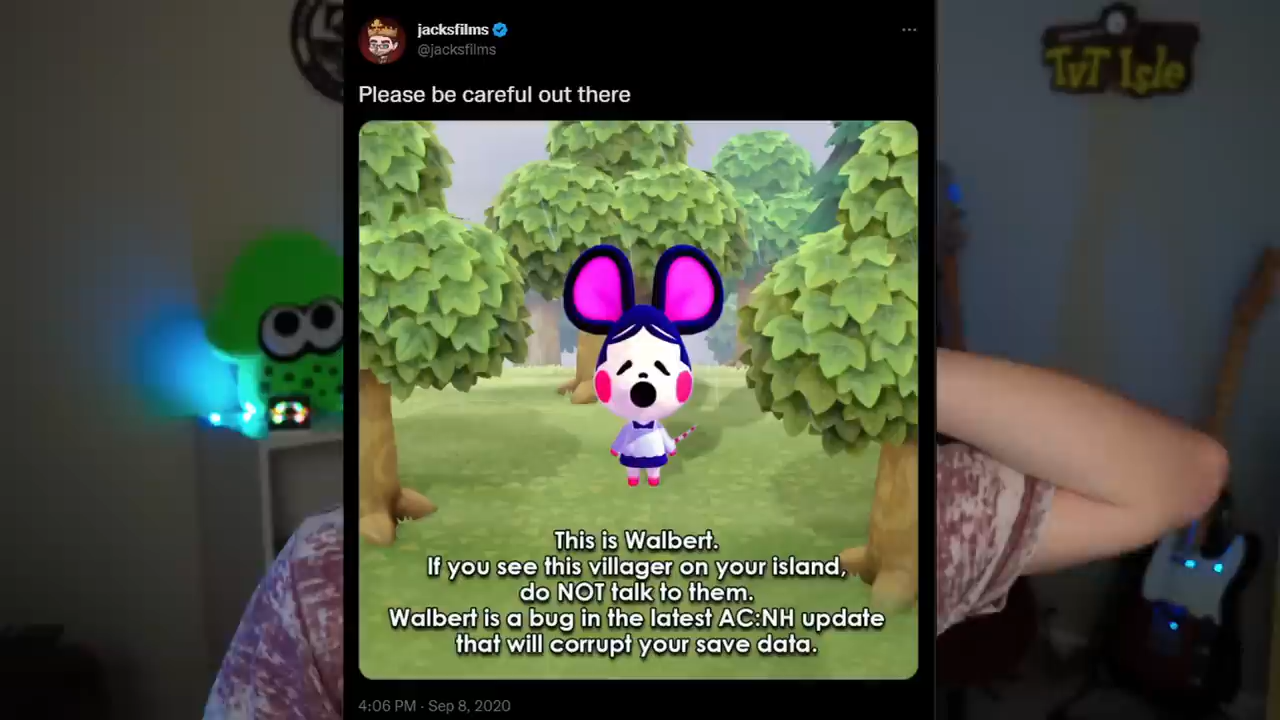 jacksfilms
@jacksfilms
TvT Isle
Please be careful out there
This is Walbert.
If you see this villager on your island,
do NOT talk to them.
Walbert is a bug in the latest AC:NH update
that will corrupt your save data.
4:06 PM · Sep 8, 2020